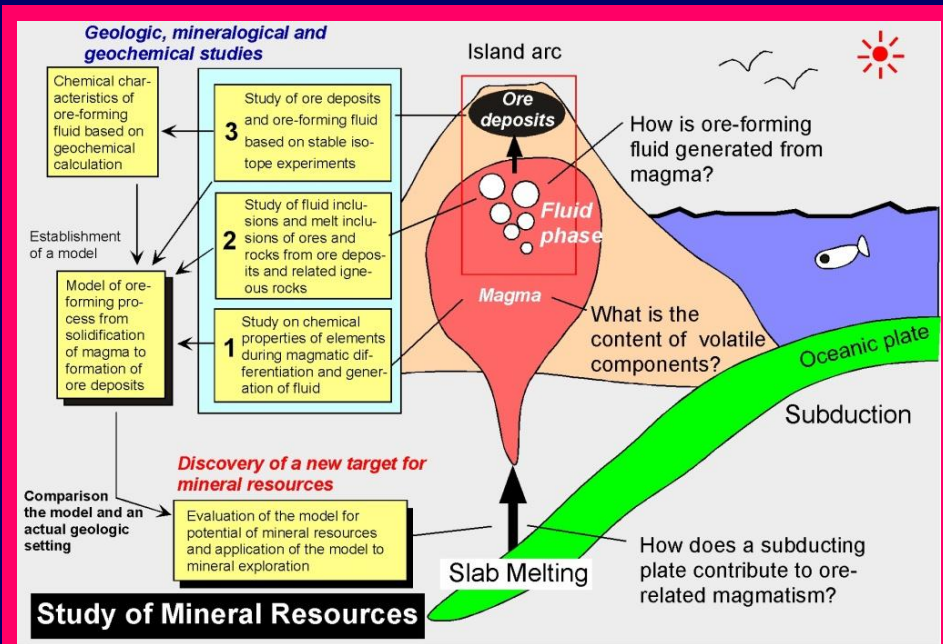 Geologic, mineralogical and
geochemical studies
Chemical char-
acteristics of
ore-forming
fluid based on
geochemical
calculation
3
Study of ore deposits
and ore-forming fluid
based on stable iso-
tope experiments
2
Study of fluid inclu-
sions and melt inclu-
sions of ores and
rocks from ore depos-
its and related igne-
ous rocks
1
Study on chemical
properties of elements
during magmatic dif-
ferentiation and gener-
ation of fluid
Establishment
of a model
Model of ore-
forming pro-
cess from
solidification
of magma to
formation of
ore deposits
Comparison
the model and an
actual geologic
setting
Discovery of a new target for
mineral resources
Evaluation of the model for
potential of mineral resources
and application of the model to
mineral exploration
Study of Mineral Resources
Island arc
Ore
deposits
Fluid
phase
Magma
How is ore-forming
fluid generated from
magma?
What is the
content of volatile
components?
Oceanic plate
Subduction
Slab Melting
How does a subducting
plate contribute to ore-
related magmatism?